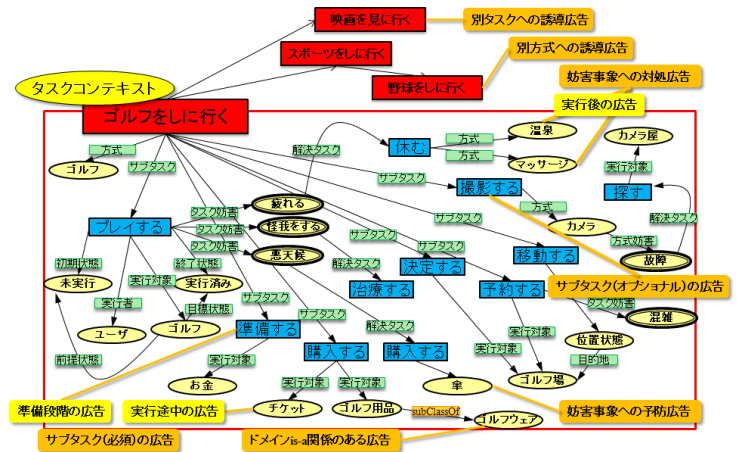 映画を見に行く
別タスクへの誘導広告
スポーツをしに行く
別方式への誘導広告
野球をしに行く
妨害事象への対処広告
タスクコンテキスト
実行後の広告
ゴルフをしに行く
方式
温泉
カメラ屋
解決タスク
休む
方式
ゴルフ
サブタスク
方式
マッサージ
実行対象
サブタスク
撮影する
探す
疲れる
タスク妨害
方式
プレイする
タスク妨害
怪我をする
サブタスク
カメラ
解決タスク
タスク妨害
悪天候
サブタスク
サブタスク
移動する
方式妨害
故障
初期状態
終了状態
解決タスク
決定する
未実行
実行対象
実行済み
治療する
予約する
サブタスク(オプショナル)の広告
実行者
目標状態
サブタスク
タスク妨害
混雑
ユーザ
ゴルフ
準備する
サブタスク
解決タスク
実行対象
位置状態
前提状態
実行対象
購入する
購入する
実行対象
目的地
お金
実行対象
実行対象
傘
ゴルフ場
準備段階の広告
実行途中の広告
チケット
ゴルフ用品
subClassOf
ゴルフウェア
妨害事象への予防広告
サブタスク(必須)の広告
ドメインis-a関係のある広告